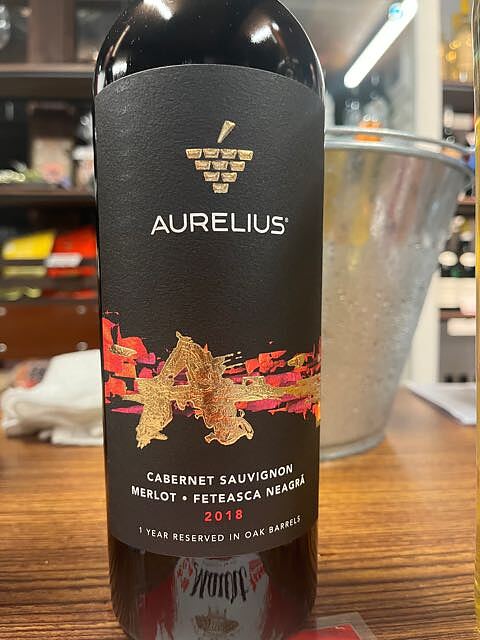 AURELIUS®
CABERNET SAUVIGNON
MERLOT • FETEASCA NEAGRĂ
2018
1 YEAR RESERVED IN OAK BARRELS